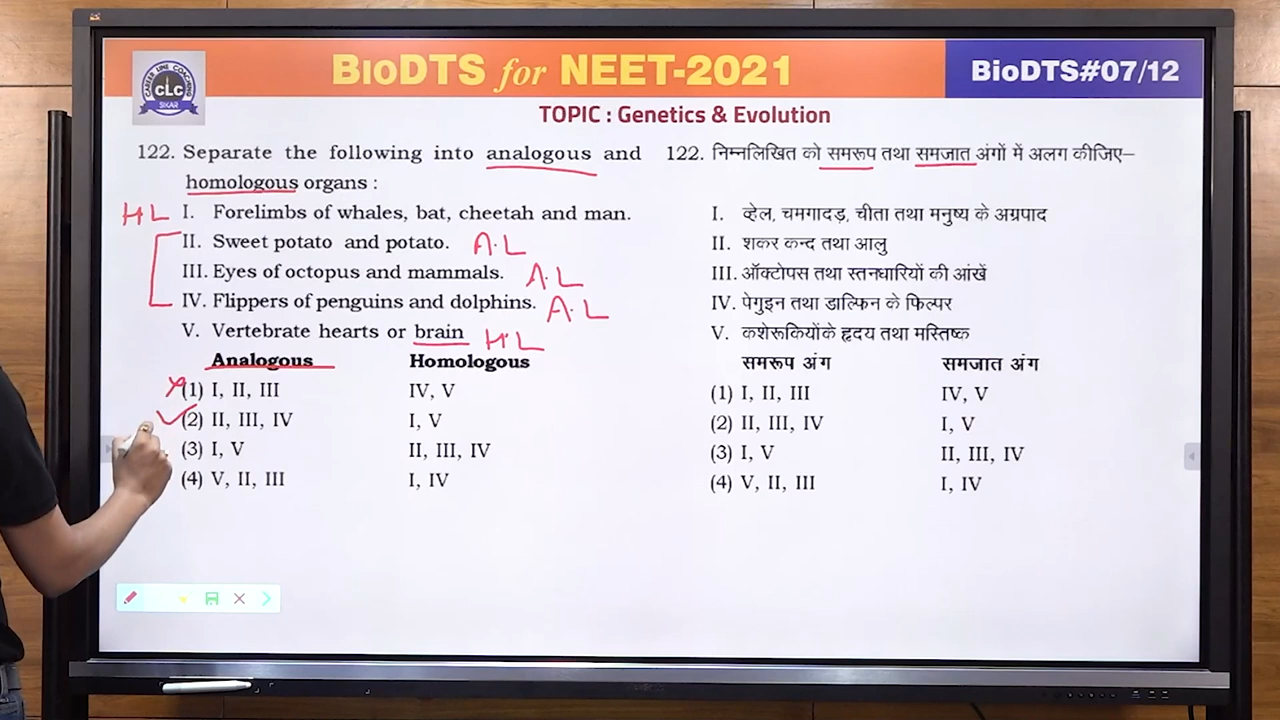 BIODTS for NEET-2021
BIODTS#07/12
CAREER LINE COACHING
CLC
SIKAR
TOPIC : Genetics & Evolution
122. Separate the following into analogous and
homologous organs :
H L I. Forelimbs of whales, bat, cheetah and man.
II. Sweet potato and potato. A.L
III. Eyes of octopus and mammals. A.L
IV. Flippers of penguins and dolphins. A.L
V. Vertebrate hearts or brain H.L
Analogous Homologous
(1) I, II, III IV, V
(2) II, III, IV I, V
(3) I, V II, III, IV
(4) V, II, III I, IV
122. निम्नलिखित को समरूप तथा समजात अंगों में अलग कीजिए–
I. व्हेल, चमगादड़, चीता तथा मनुष्य के अग्रपाद
II. शकर कन्द तथा आलु
III. ऑक्टोपस तथा स्तनधारियों की आंखें
IV. पेगुइन तथा डाल्फिन के फिल्पर
V. कशेरूकियोंके हृदय तथा मस्तिष्क
समरूप अंग समजात अंग
(1) I, II, III IV, V
(2) II, III, IV I, V
(3) I, V II, III, IV
(4) V, II, III I, IV